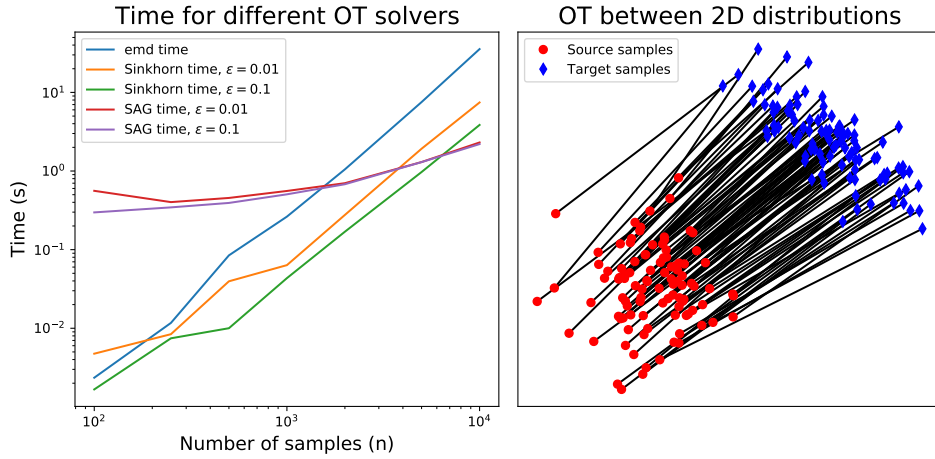 Time for different OT solvers
emd time
Sinkhorn time, ε = 0.01
Sinkhorn time, ε = 0.1
SAG time, ε = 0.01
SAG time, ε = 0.1
10¹
10⁰
10⁻¹
10⁻²
Time (s)
10²
10³
10⁴
Number of samples (n)
OT between 2D distributions
Source samples
Target samples